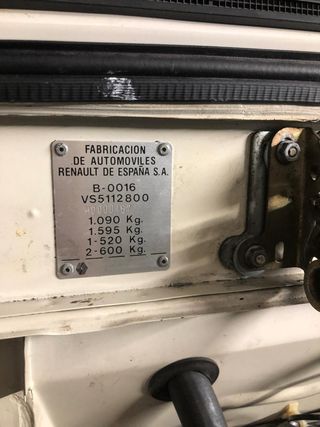 FABRICACION
DE AUTOMOVILES
RENAULT DE ESPAÑA S.A.
B-0016
VS5112800
1.090 Kg.
1.595 Kg.
1-520 Kg.
2-600 Kg.